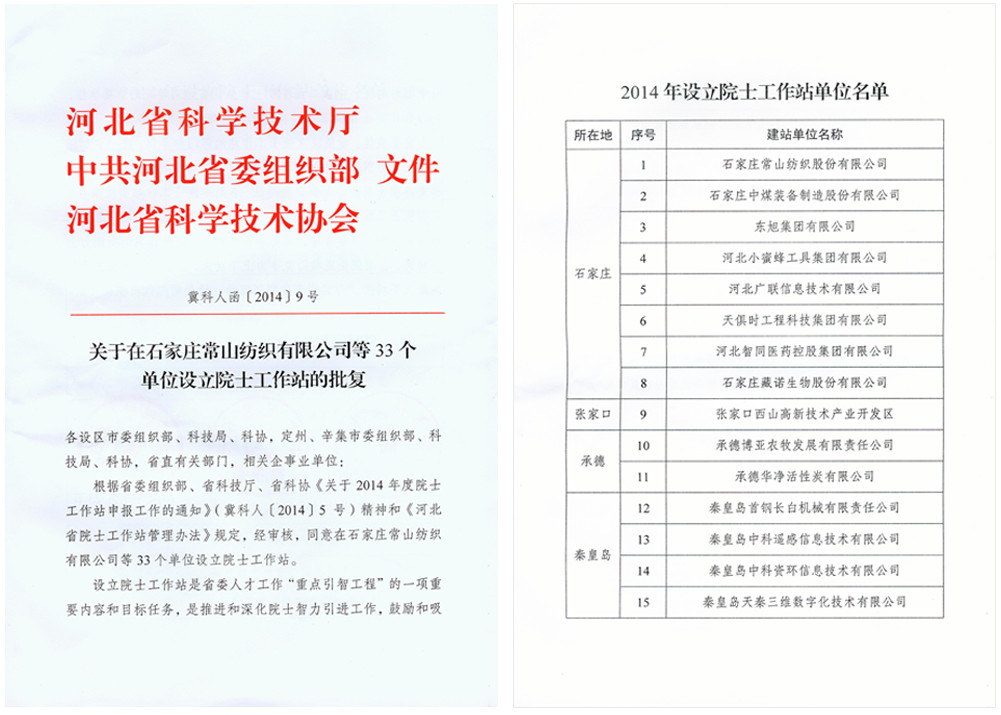 河北省科学技术厅
中共河北省委组织部 文件
河北省科学技术协会
冀科人函〔2014〕9号
关于在石家庄常山纺织有限公司等33个
单位设立院士工作站的批复
各设区市委组织部、科技局、科协，定州、辛集市委组织部、科
技局、科协，省直有关部门，相关企事业单位：
根据省委组织部、省科技厅、省科协《关于2014年度院士
工作站申报工作的通知》（冀科人〔2014〕5号）精神和《河北
省院士工作站管理办法》规定，经审核，同意在石家庄常山纺织
有限公司等33个单位设立院士工作站。
设立院士工作站是省委人才工作“重点引智工程”的一项重
要内容和目标任务，是推进和深化院士智力引进工作，鼓励和吸
2014年设立院士工作站单位名单
所在地 序号 建站单位名称
石家庄
1 石家庄常山纺织股份有限公司
2 石家庄中煤装备制造股份有限公司
3 东旭集团有限公司
4 河北小蜜蜂工具集团有限公司
5 河北广联信息技术有限公司
6 天俱时工程科技集团有限公司
7 河北智同医药控股集团有限公司
8 石家庄藏诺生物股份有限公司
张家口 9 张家口西山高新技术产业开发区
承德
10 承德博亚农牧发展有限责任公司
11 承德华净活性炭有限公司
秦皇岛
12 秦皇岛首钢长白机械有限责任公司
13 秦皇岛中科遥感信息技术有限公司
14 秦皇岛中科资环信息技术有限公司
15 秦皇岛天秦三维数字化技术有限公司